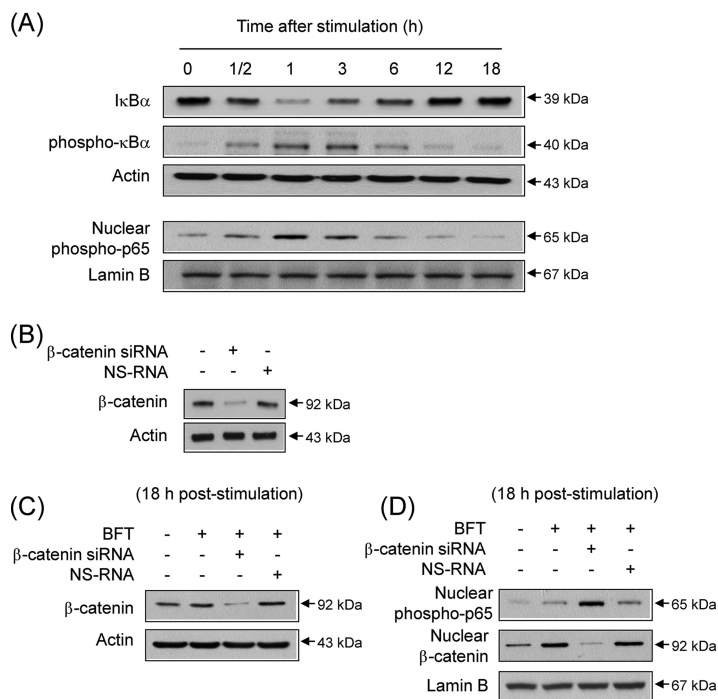 (A)
Time after stimulation (h)
0 1/2 1 3 6 12 18
IκBα 39 kDa
phospho-κBα 40 kDa
Actin 43 kDa
Nuclear
phospho-p65 65 kDa
Lamin B 67 kDa
(B)
β-catenin siRNA - + -
NS-RNA - - +
β-catenin 92 kDa
Actin 43 kDa
(C) (18 h post-stimulation)
BFT - + + +
β-catenin siRNA - - + -
NS-RNA - - - +
β-catenin 92 kDa
Actin 43 kDa
(D) (18 h post-stimulation)
BFT - + + +
β-catenin siRNA - - + -
NS-RNA - - - +
Nuclear
phospho-p65 65 kDa
Nuclear
β-catenin 92 kDa
Lamin B 67 kDa